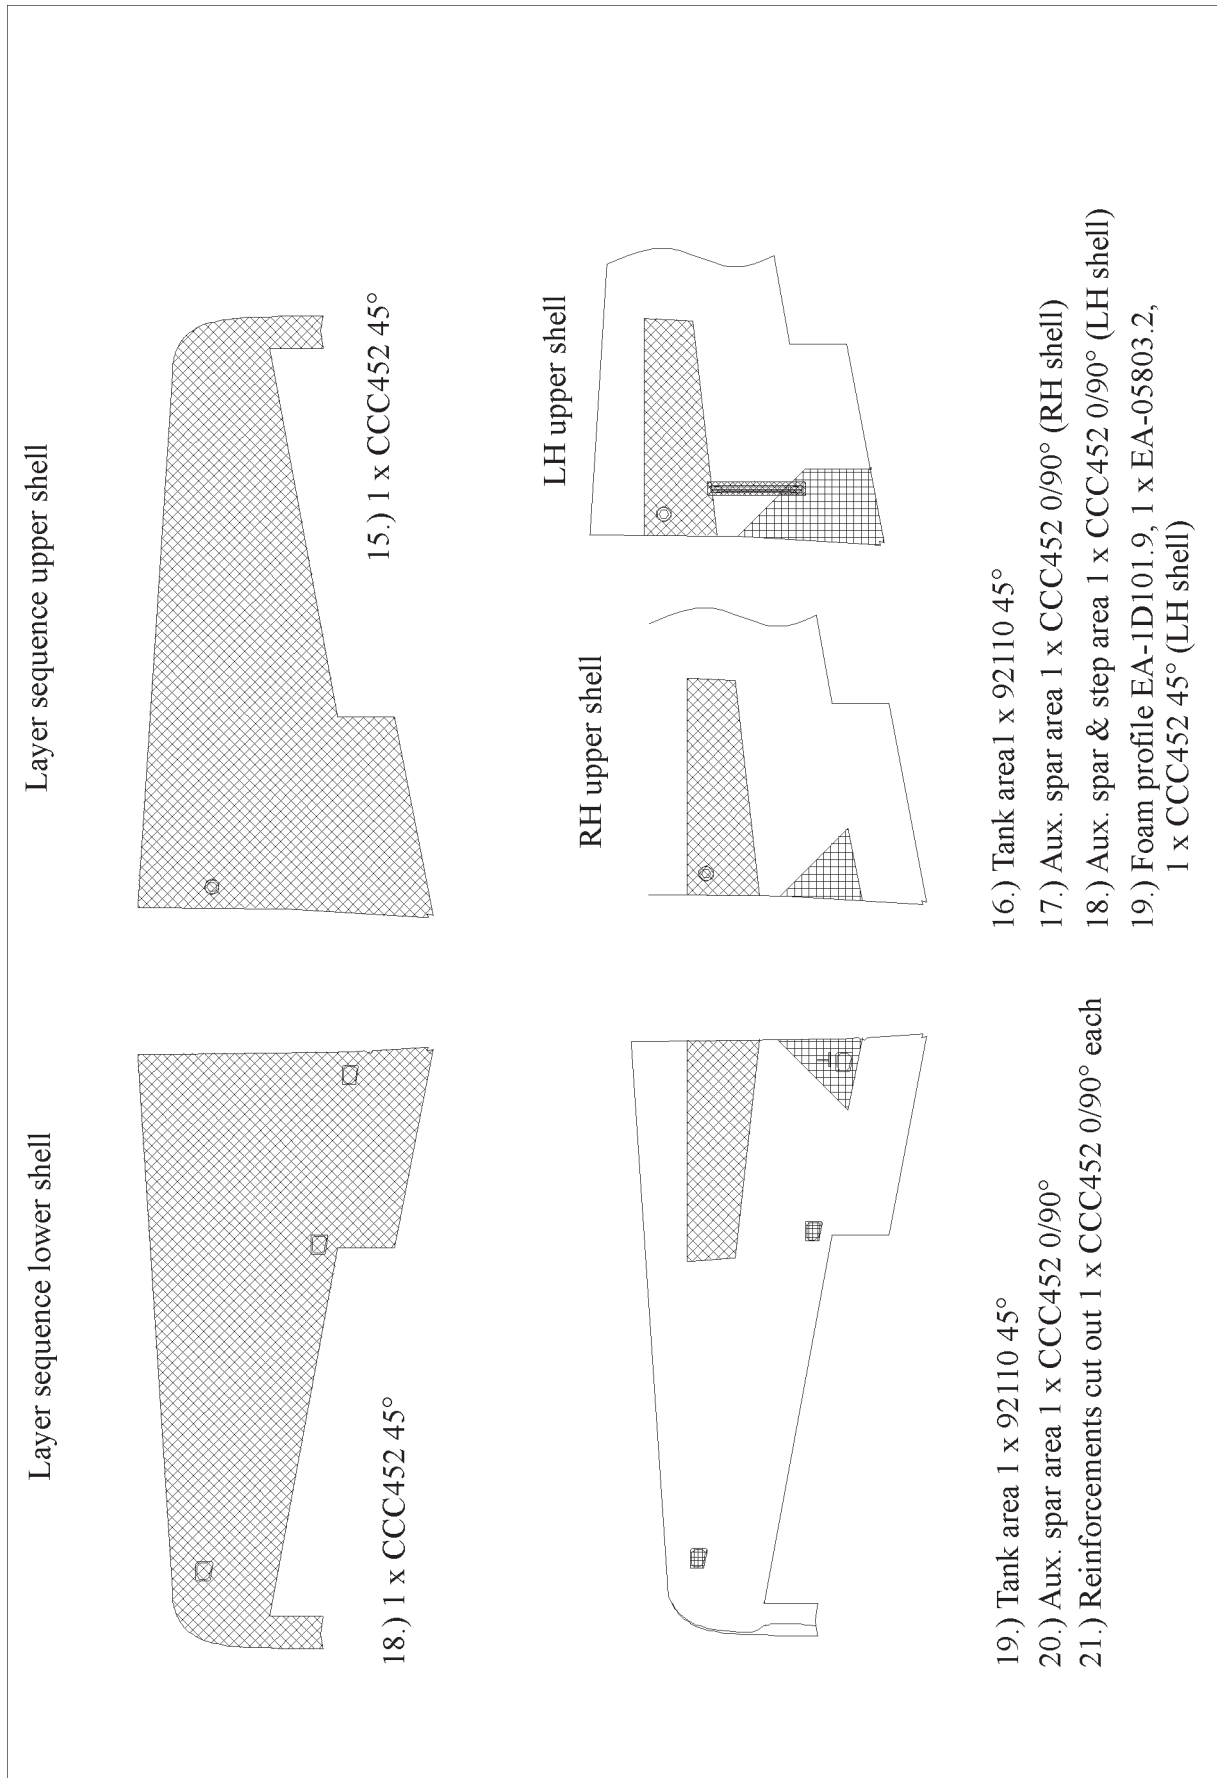 Layer sequence lower shell
18.) 1 x CCC452 45°
19.) Tank area 1 x 92110 45°
20.) Aux. spar area 1 x CCC452 0/90°
21.) Reinforcements cut out 1 x CCC452 0/90° each
Layer sequence upper shell
15.) 1 x CCC452 45°
RH upper shell
LH upper shell
16.) Tank area1 x 92110 45°
17.) Aux. spar area 1 x CCC452 0/90° (RH shell)
18.) Aux. spar & step area 1 x CCC452 0/90° (LH shell)
19.) Foam profile EA-1D101.9, 1 x EA-05803.2,
1 x CCC452 45° (LH shell)